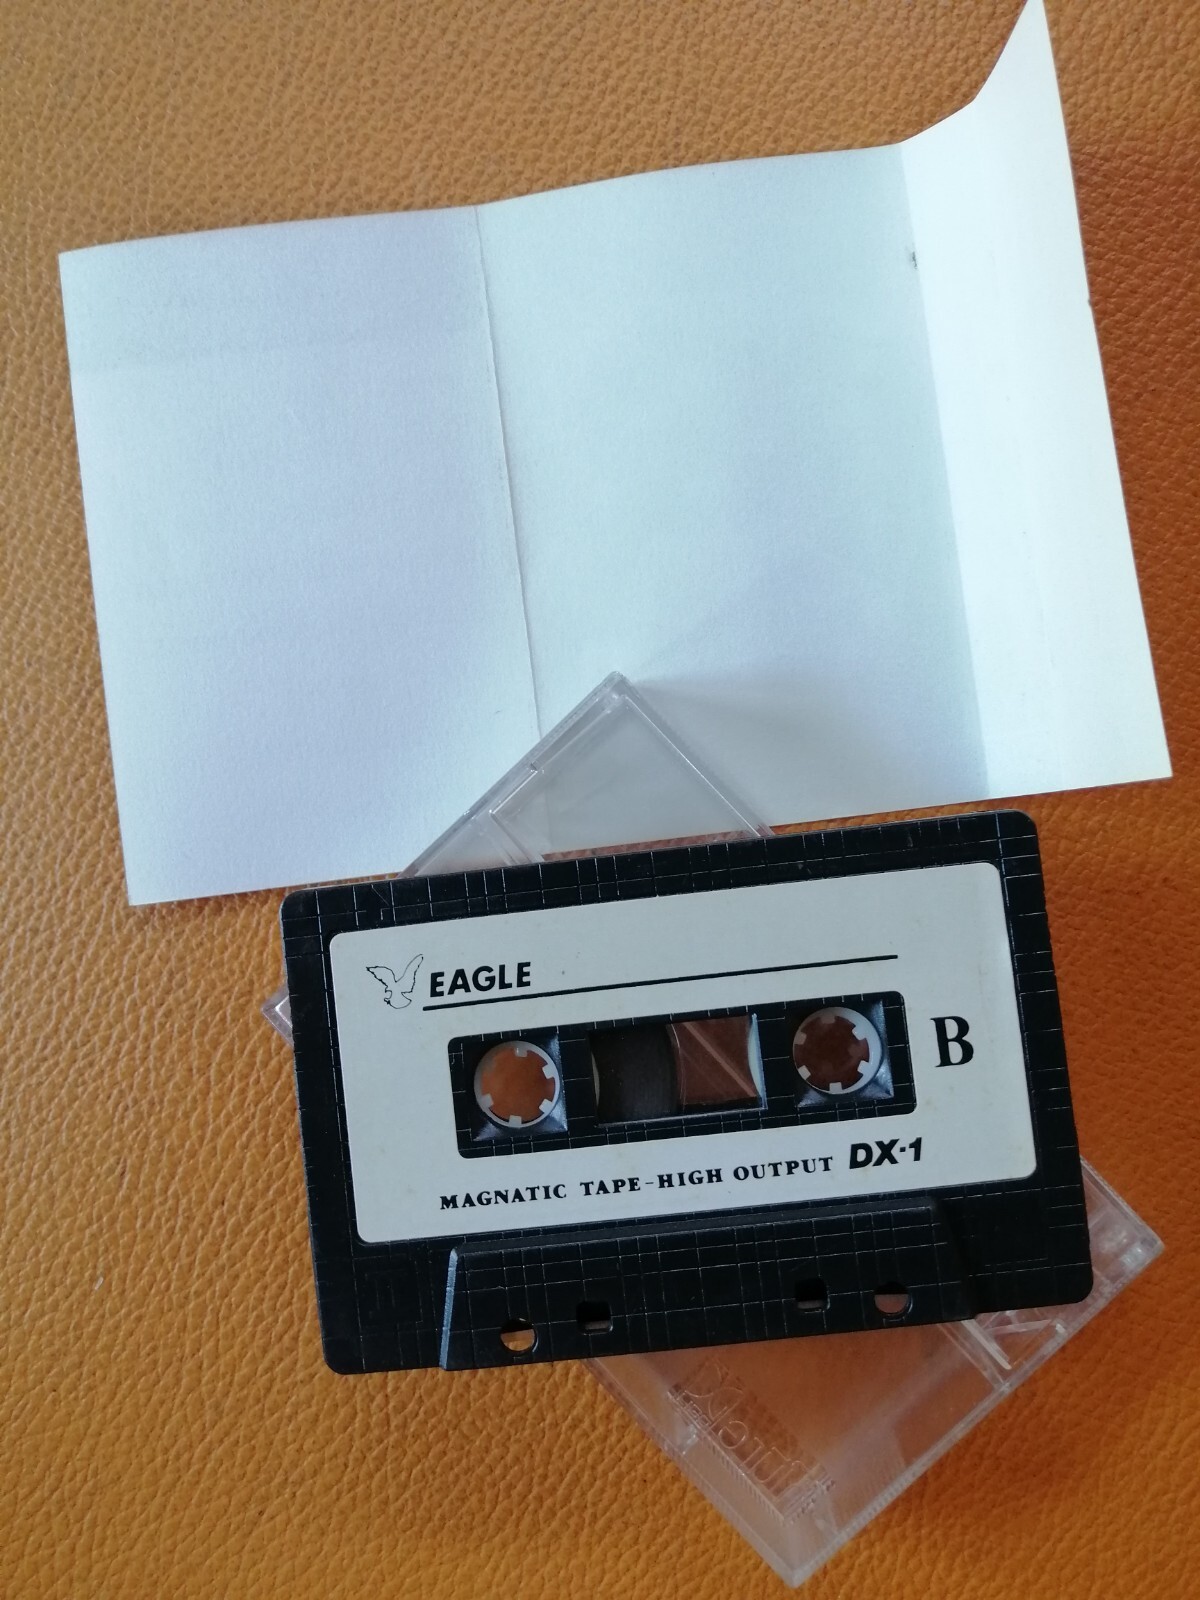 EAGLE
B
MAGNATIC TAPE-HIGH OUTPUT DX·1